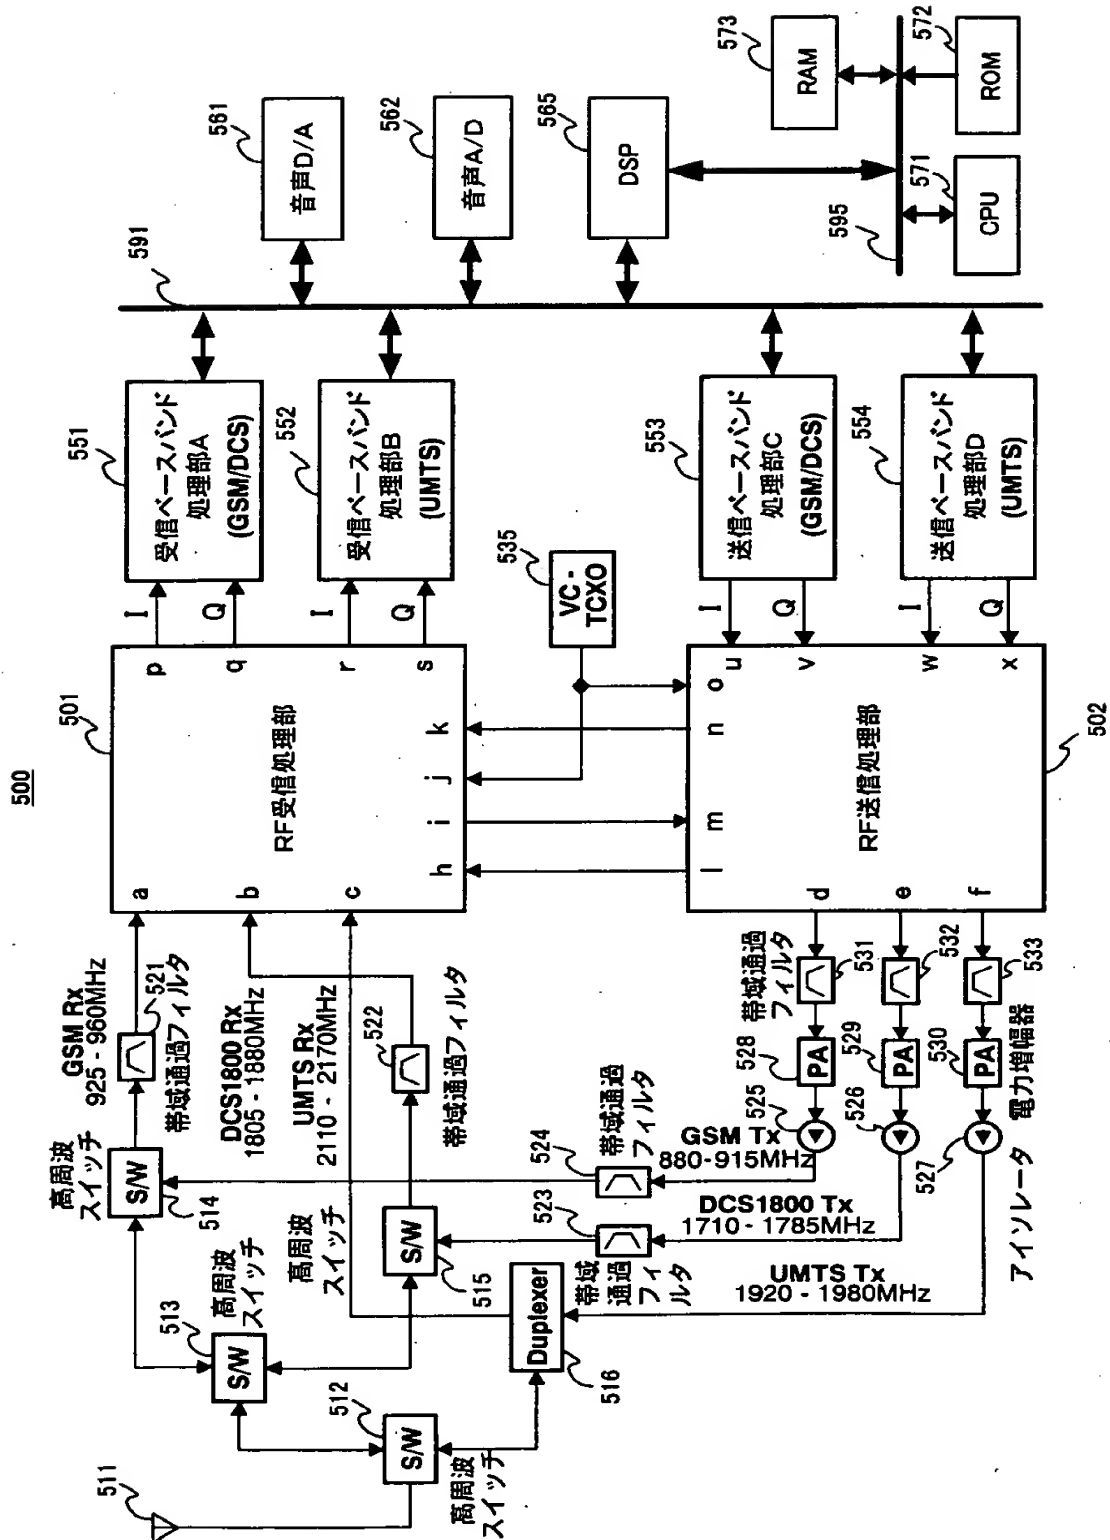 500
511
高周波
スイッチ
S/W
512
高周波
スイッチ
S/W
513
高周波
スイッチ
S/W
514
高周波
スイッチ
S/W
515
Duplexer
516
GSM Rx
925 - 960MHz
521
帯域通過フィルタ
DCS1800 Rx
1805 - 1880MHz
UMTS Rx
2110 - 2170MHz
522
帯域通過フィルタ
帯域通過
フィルタ
524
GSM Tx
880-915MHz
523
帯域
通過フィ
ルタ
DCS1800 Tx
1710 - 1785MHz
UMTS Tx
1920 - 1980MHz
525
526
527
アイソレータ
528
PA
529
PA
530
PA
電力増幅器
帯域通過
フィルタ
531
532
533
501
RF受信処理部
a
b
c
h
i
j
k
p
q
r
s
502
RF送信処理部
d
e
f
l
m
n
o
u
v
w
x
535
VC -
TCXO
I
Q
I
Q
I
Q
I
Q
551
受信ベースバンド
処理部A
(GSM/DCS)
552
受信ベースバンド
処理部B
(UMTS)
553
送信ベースバンド
処理部C
(GSM/DCS)
554
送信ベースバンド
処理部D
(UMTS)
591
561
音声D/A
562
音声A/D
565
DSP
573
RAM
572
ROM
571
CPU
595